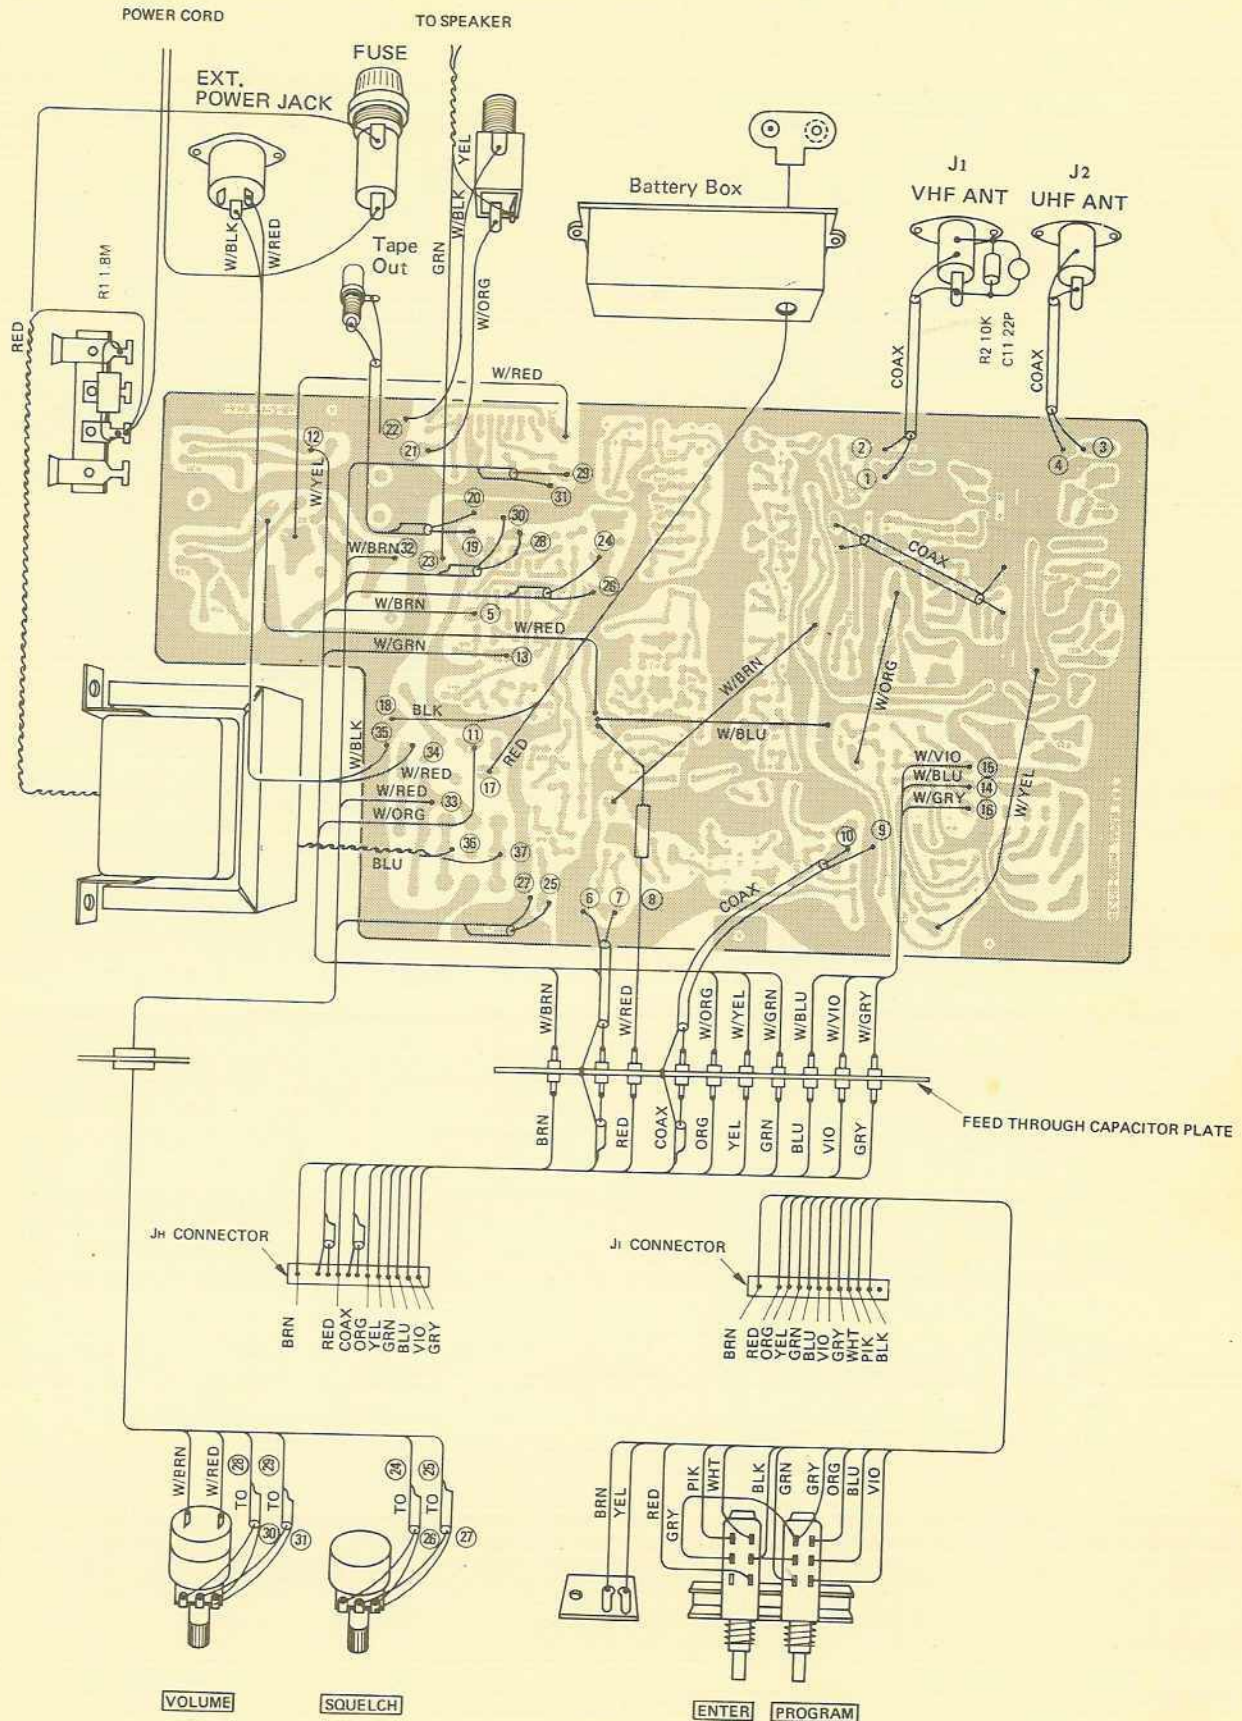 POWER CORD
TO SPEAKER
FUSE
EXT.
POWER JACK
YEL
W/BLK
W/BLK
W/RED
GRN
W/ORG
Tape
Out
Battery Box
J1
VHF ANT
J2
UHF ANT
R1 1.8M
RED
R2 10K
C11 22P
COAX
COAX
W/RED
22
12
21
2
1
4
3
W/YEL
29
31
20
30
W/BRN
32
23
19
28
24
26
COAX
W/BRN
5
W/RED
W/GRN
13
W/BRN
W/ORG
18
BLK
W/BLK
35
34
11
RED
W/BLU
W/RED
17
W/RED
33
W/ORG
W/VIO
15
W/BLU
14
W/GRY
16
W/YEL
36
BLU
37
10
9
27
25
6
7
8
COAX
W/BRN
W/RED
W/ORG
W/YEL
W/GRN
W/BLU
W/VIO
W/GRY
FEED THROUGH CAPACITOR PLATE
BRN
RED
COAX
ORG
YEL
GRN
BLU
VIO
GRY
JH CONNECTOR
JI CONNECTOR
BRN
RED
COAX
ORG
YEL
GRN
BLU
VIO
GRY
BRN
RED
ORG
YEL
GRN
BLU
VIO
GRY
WHT
PIK
BLK
W/BRN
W/RED
TO 28
TO 29
30
31
TO 24
TO 25
26
27
BRN
YEL
RED
GRY
PIK
WHT
BLK
GRN
GRY
ORG
BLU
VIO
VOLUME
SQUELCH
ENTER
PROGRAM